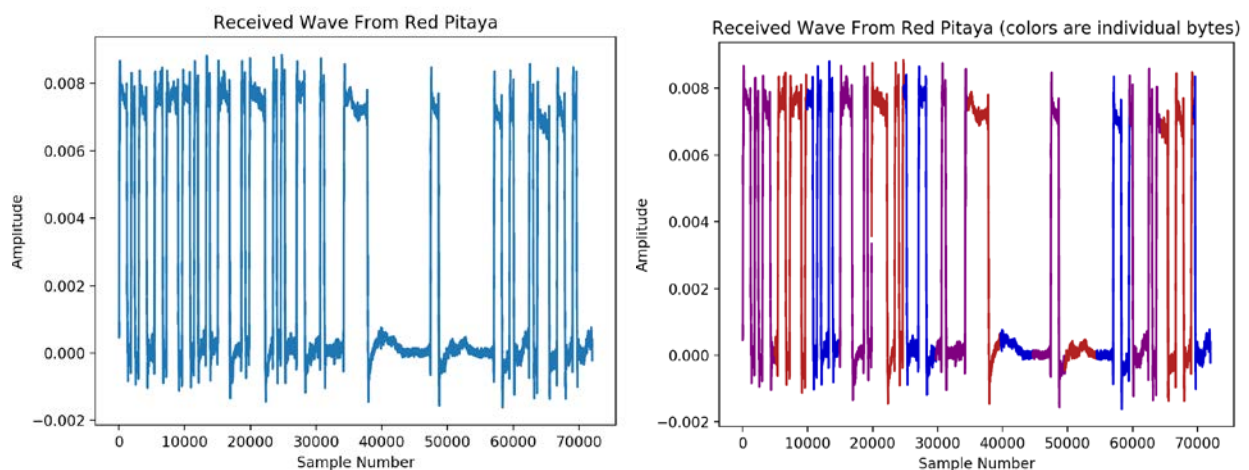 Received Wave From Red Pitaya
0.008
0.006
0.004
0.002
0.000
−0.002
Amplitude
0 10000 20000 30000 40000 50000 60000 70000
Sample Number
Received Wave From Red Pitaya (colors are individual bytes)
0.008
0.006
0.004
0.002
0.000
−0.002
Amplitude
0 10000 20000 30000 40000 50000 60000 70000
Sample Number